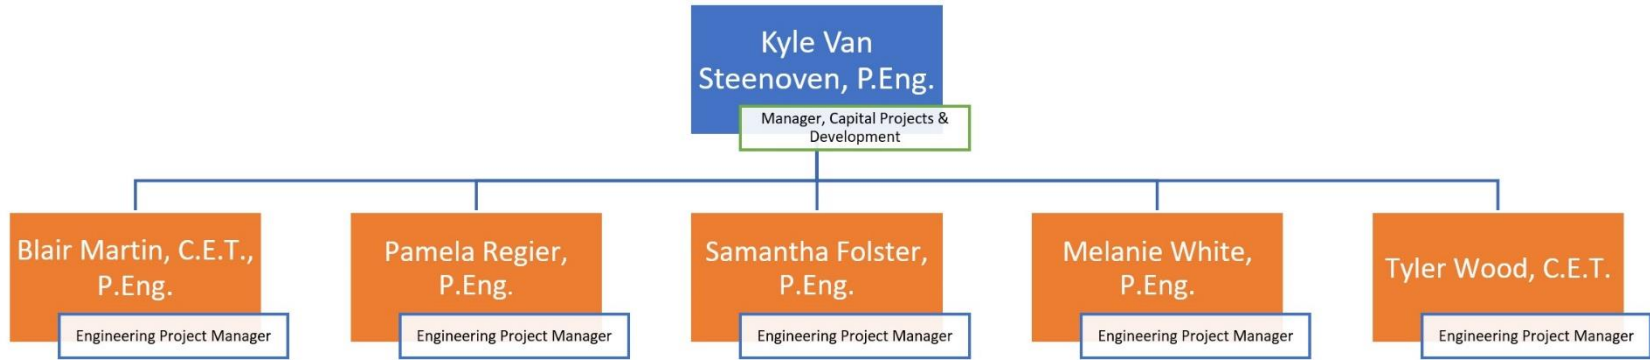 Kyle Van
Steenoven, P.Eng.
Manager, Capital Projects &
Development
Blair Martin, C.E.T.,
P.Eng.
Engineering Project Manager
Pamela Regier,
P.Eng.
Engineering Project Manager
Samantha Folster,
P.Eng.
Engineering Project Manager
Melanie White,
P.Eng.
Engineering Project Manager
Tyler Wood, C.E.T.
Engineering Project Manager